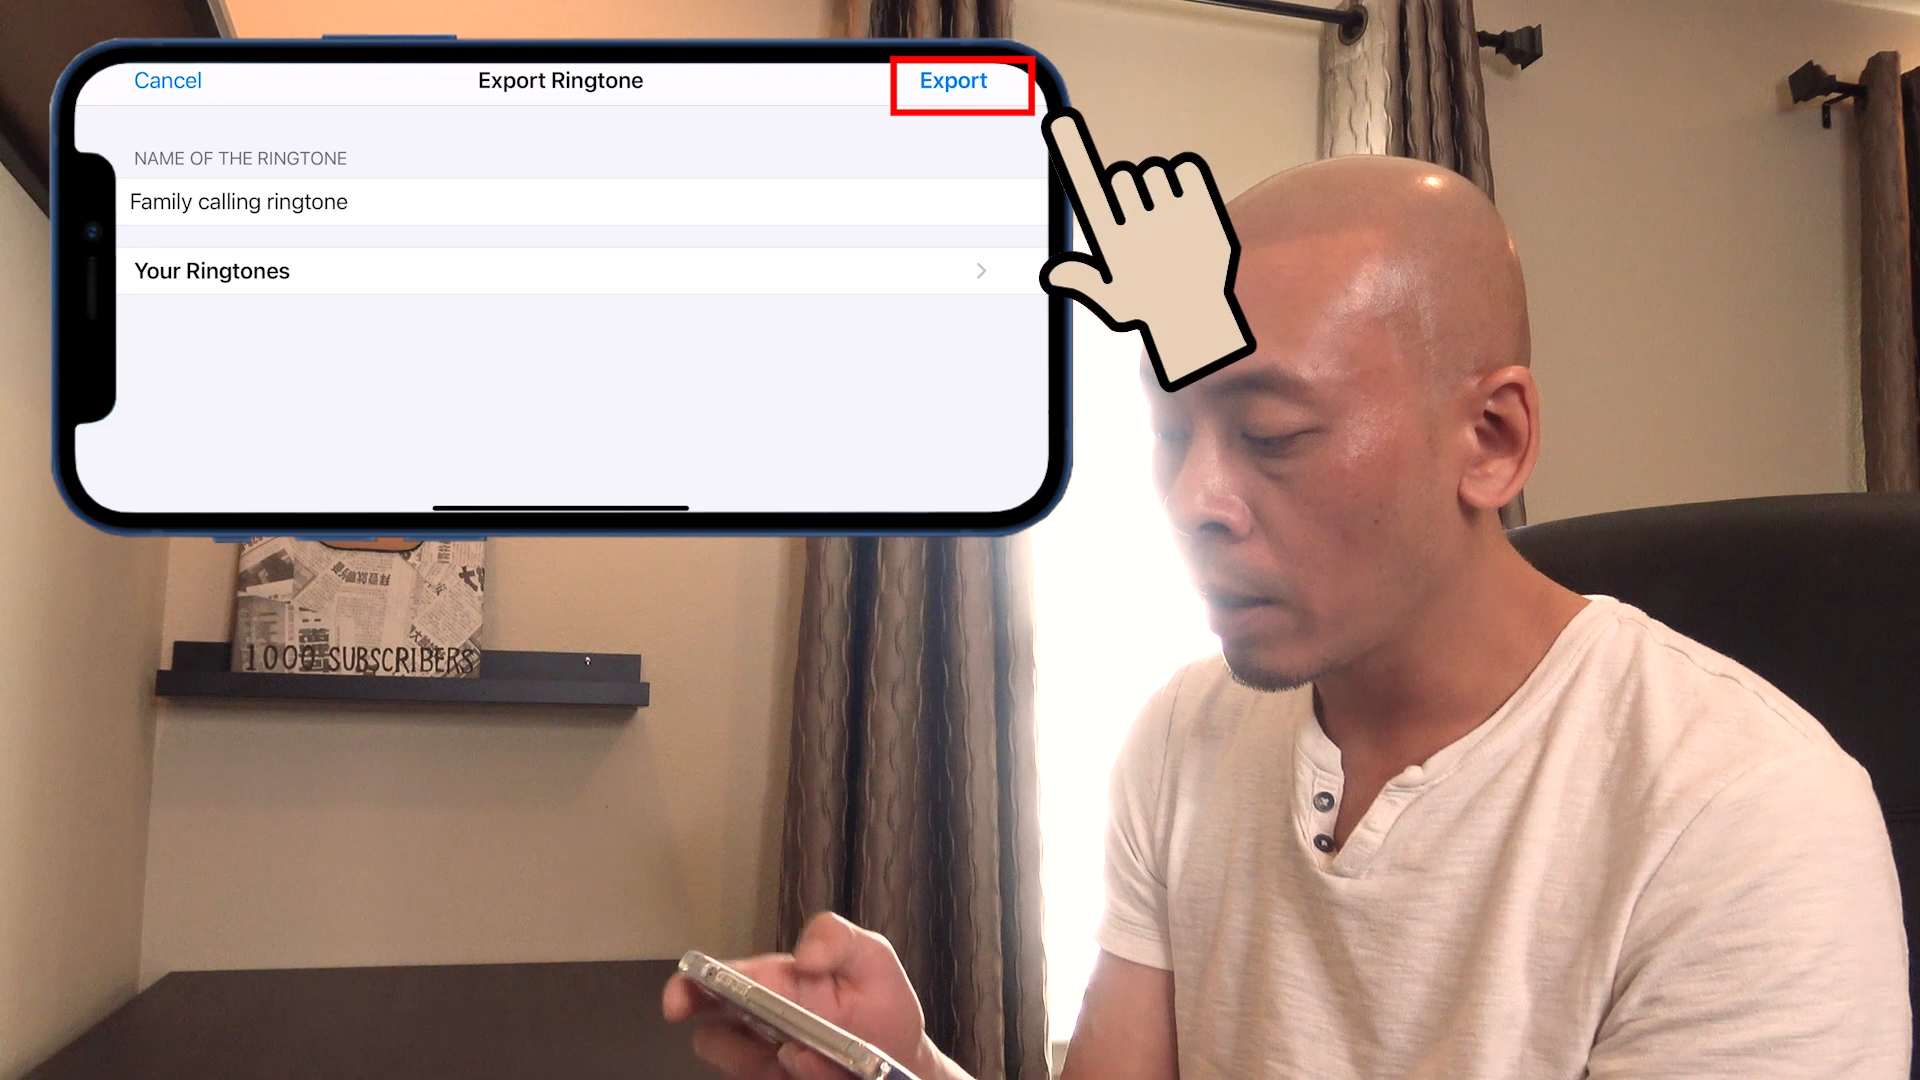 Cancel
Export Ringtone
Export
NAME OF THE RINGTONE
Family calling ringtone
Your Ringtones
1000 SUBSCRIBERS